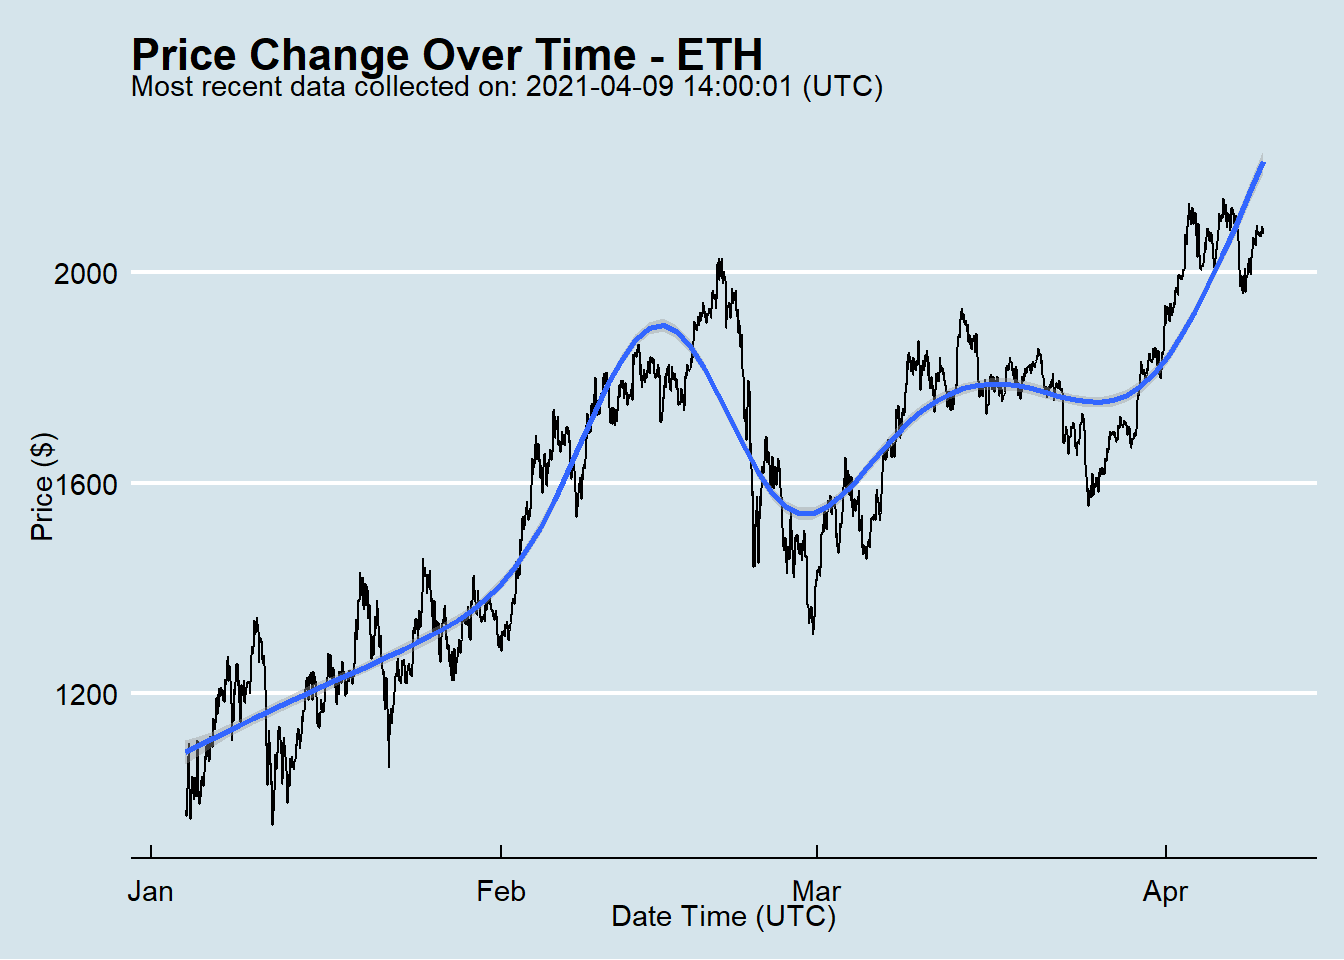 Price Change Over Time - ETH
Most recent data collected on: 2021-04-09 14:00:01 (UTC)
Price ($)
2000
1600
1200
Jan Feb Mar Apr
Date Time (UTC)